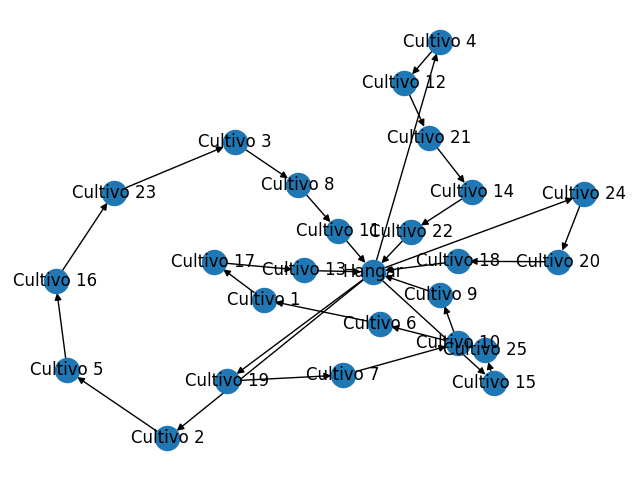 Cultivo 4
Cultivo 12
Cultivo 21
Cultivo 3
Cultivo 8
Cultivo 14
Cultivo 23
Cultivo 24
Cultivo 11
Cultivo 22
Cultivo 17
Cultivo 13
Hangar
Cultivo 18
Cultivo 20
Cultivo 16
Cultivo 1
Cultivo 9
Cultivo 6
Cultivo 10
Cultivo 25
Cultivo 5
Cultivo 19
Cultivo 7
Cultivo 15
Cultivo 2